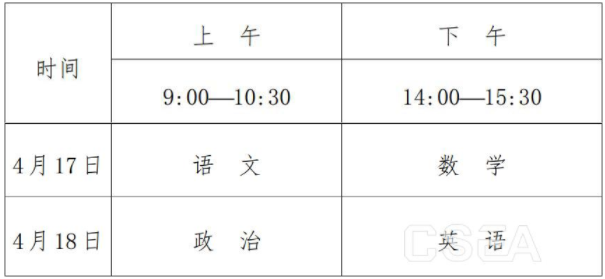 上 午
下 午
时间
9:00—10:30
14:00—15:30
4月17日
语 文
数 学
4月18日
政 治
英 语
CSEA